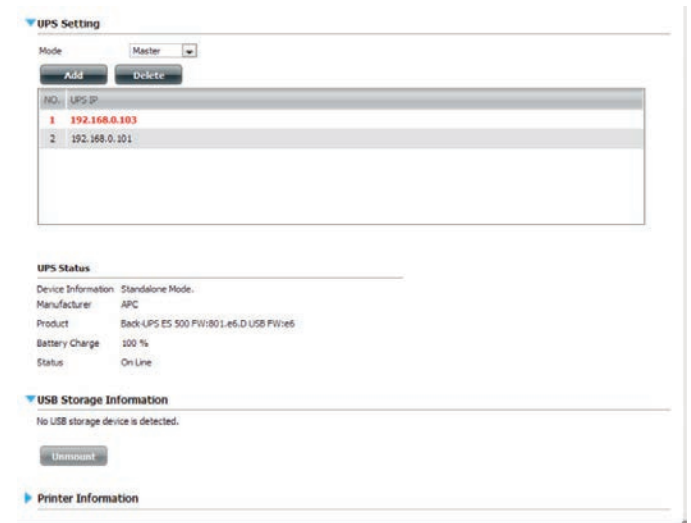 UPS Setting
Mode Master
Add Delete
NO. UPS IP
1 192.168.0.103
2 192.168.0.101
UPS Status
Device Information Standalone Mode.
Manufacturer APC
Product Back-UPS ES 500 FW:801.e6.D USB FW:e6
Battery Charge 100 %
Status On Line
USB Storage Information
No USB storage device is detected.
Unmount
Printer Information